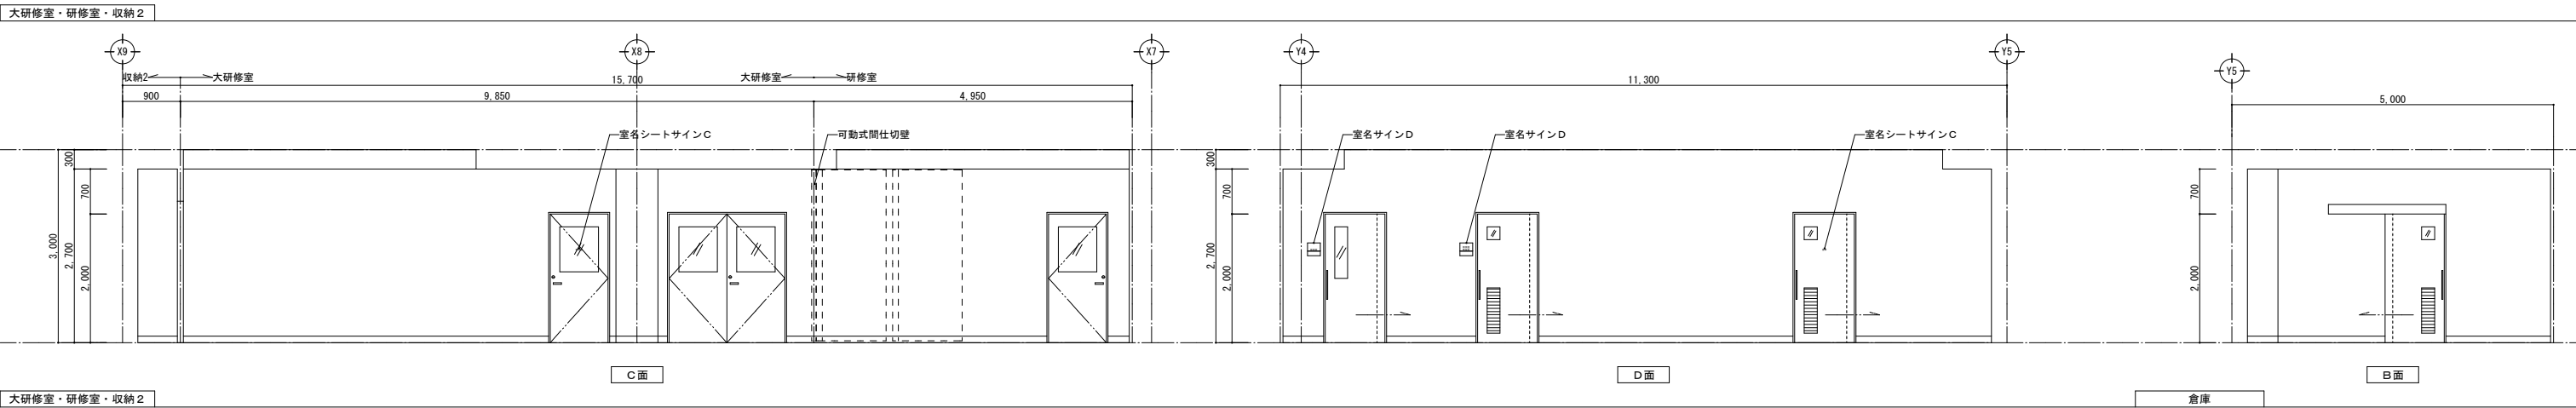 大研修室・研修室・収納２
X9
X8
X7
Y4
Y5
Y5
収納2
大研修室
大研修室
研修室
15,700
11,300
900
9,850
4,950
5,000
室名シートサインＣ
可動式間仕切壁
室名サインＤ
室名サインＤ
室名シートサインＣ
3,000
300
2,700
700
2,000
300
2,700
700
2,000
700
2,000
Ｃ面
Ｄ面
Ｂ面
大研修室・研修室・収納２
倉庫